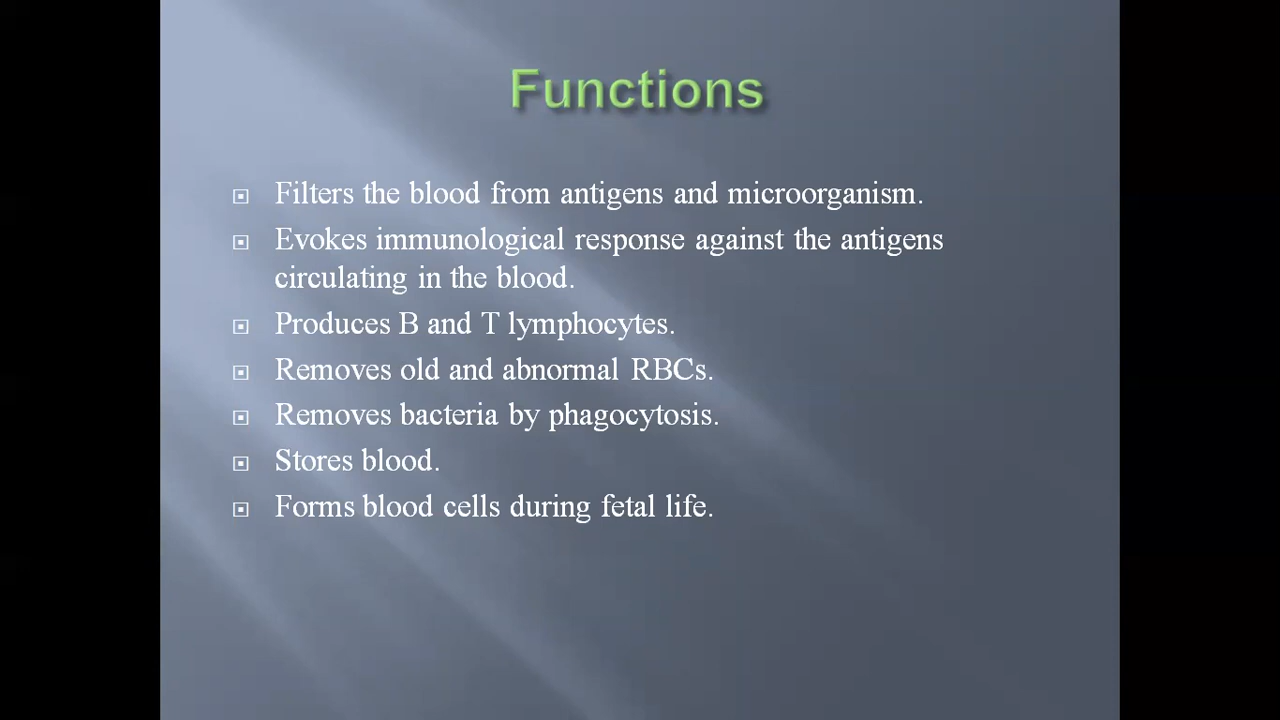 Functions
Filters the blood from antigens and microorganism.
Evokes immunological response against the antigens
circulating in the blood.
Produces B and T lymphocytes.
Removes old and abnormal RBCs.
Removes bacteria by phagocytosis.
Stores blood.
Forms blood cells during fetal life.